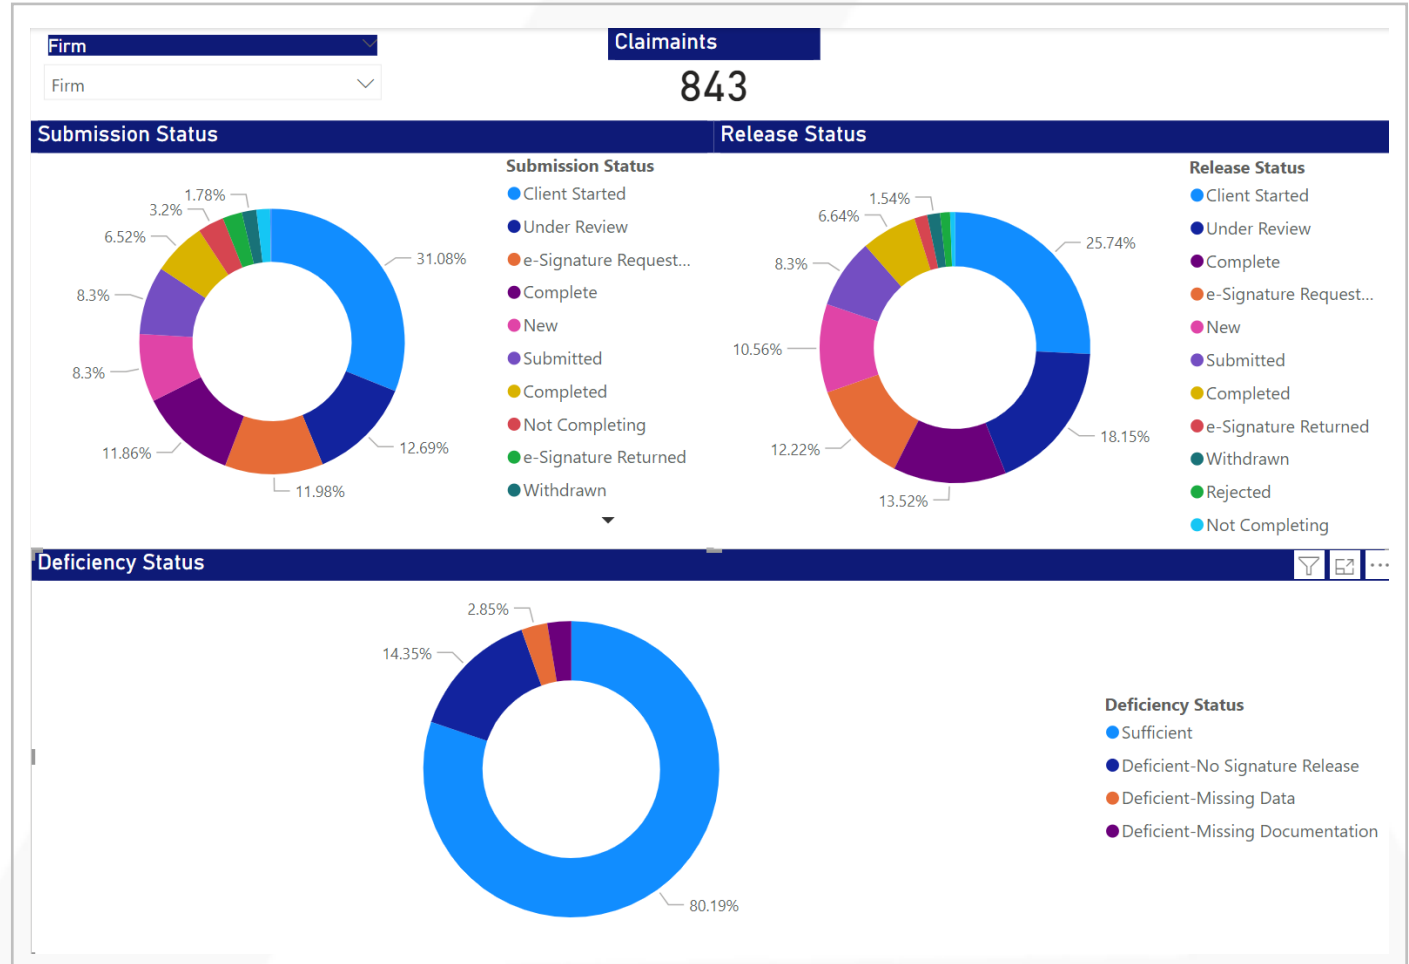 Firm
Firm
Claimaints
843
Submission Status
1.78%
3.2%
6.52%
8.3%
8.3%
11.86%
11.98%
12.69%
31.08%
Submission Status
Client Started
Under Review
e-Signature Request...
Complete
New
Submitted
Completed
Not Completing
e-Signature Returned
Withdrawn
Release Status
1.54%
6.64%
8.3%
10.56%
12.22%
13.52%
18.15%
25.74%
Release Status
Client Started
Under Review
Complete
e-Signature Request...
New
Submitted
Completed
e-Signature Returned
Withdrawn
Rejected
Not Completing
Deficiency Status
2.85%
14.35%
80.19%
Deficiency Status
Sufficient
Deficient-No Signature Release
Deficient-Missing Data
Deficient-Missing Documentation